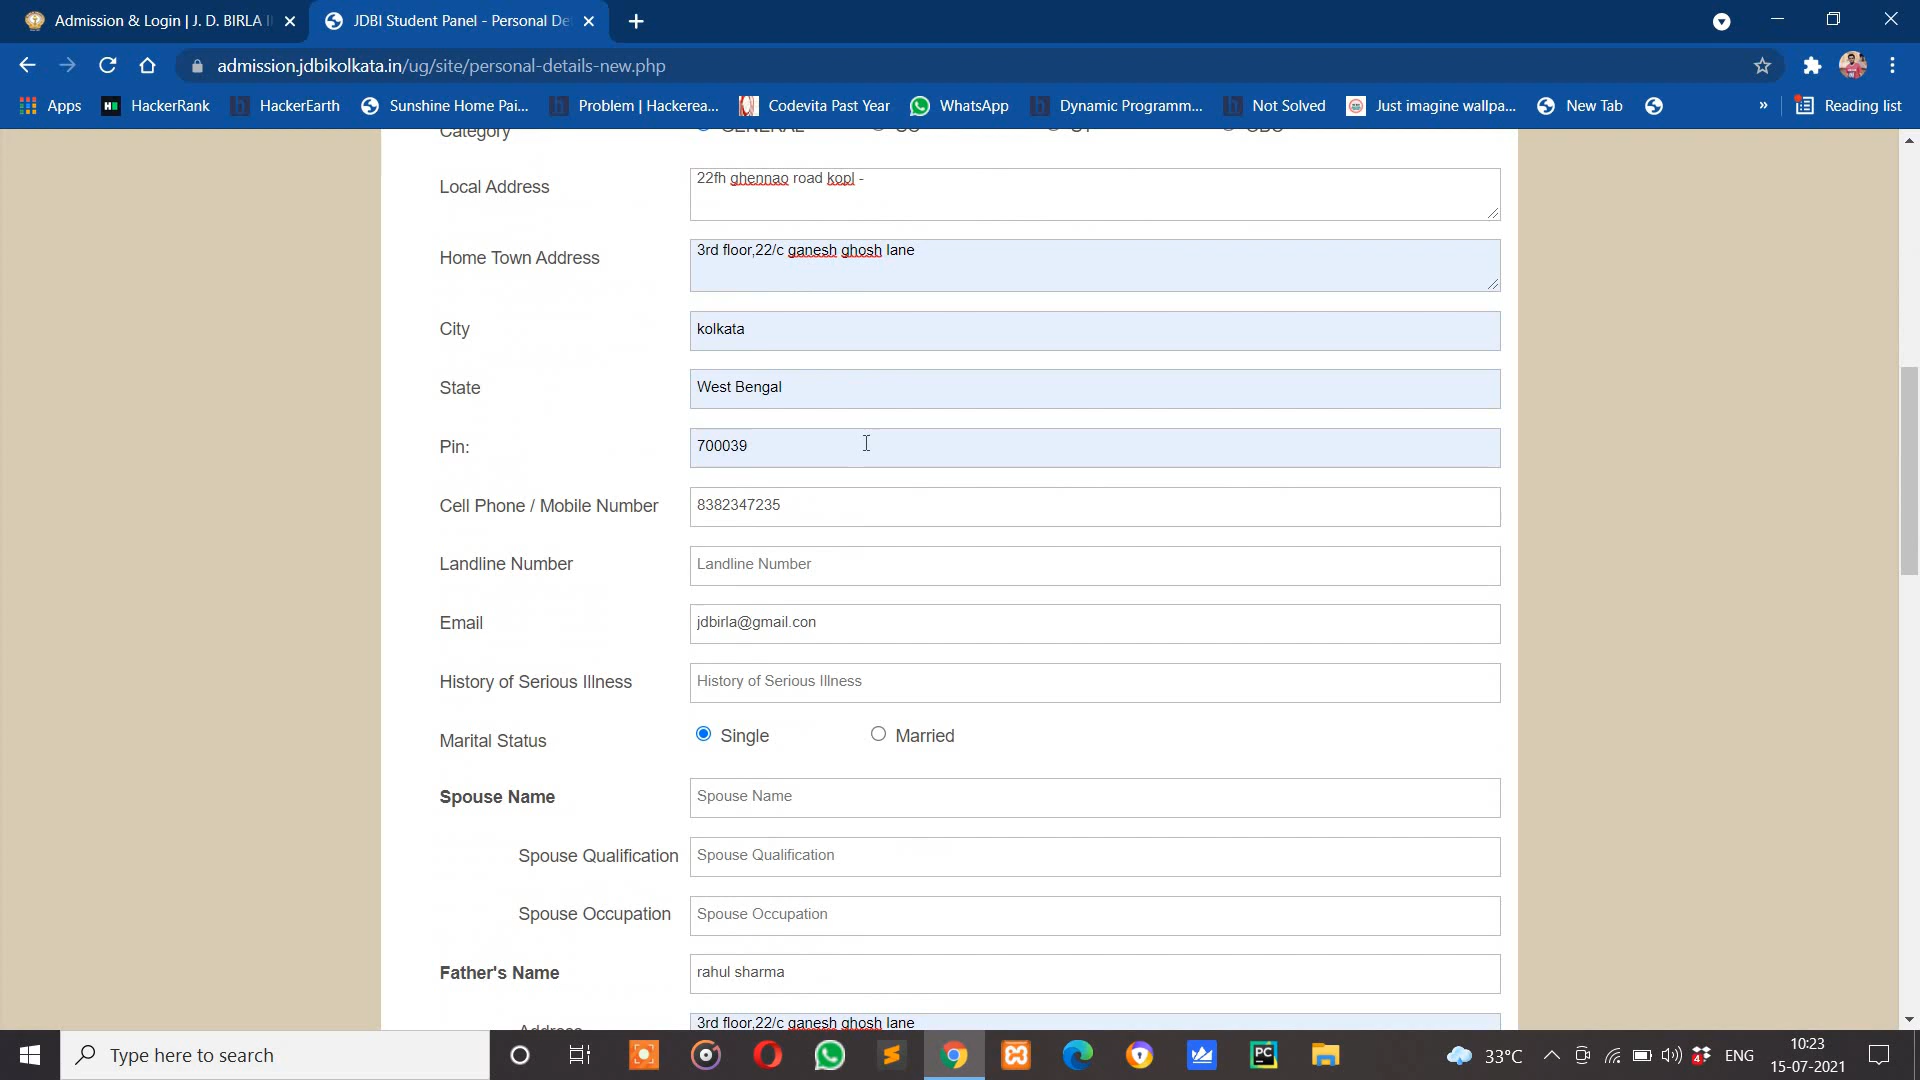 Admission & Login | J. D. BIRLA
JDBI Student Panel - Personal De
admission.jdbikolkata.in/ug/site/personal-details-new.php
Apps
HackerRank
HackerEarth
Sunshine Home Pai...
Problem | Hackerea...
Codevita Past Year
WhatsApp
Dynamic Programm...
Not Solved
Just imagine wallpa...
New Tab
»
Reading list
Category GENERAL
Local Address 22fh ghennao road kopl -
Home Town Address 3rd floor,22/c ganesh ghosh lane
City kolkata
State West Bengal
Pin: 700039
Cell Phone / Mobile Number 8382347235
Landline Number Landline Number
Email jdbirla@gmail.con
History of Serious Illness History of Serious Illness
Marital Status Single Married
Spouse Name Spouse Name
Spouse Qualification Spouse Qualification
Spouse Occupation Spouse Occupation
Father's Name rahul sharma
Address 3rd floor,22/c ganesh ghosh lane
Type here to search
PC
33°C
4
ENG
10:23
15-07-2021